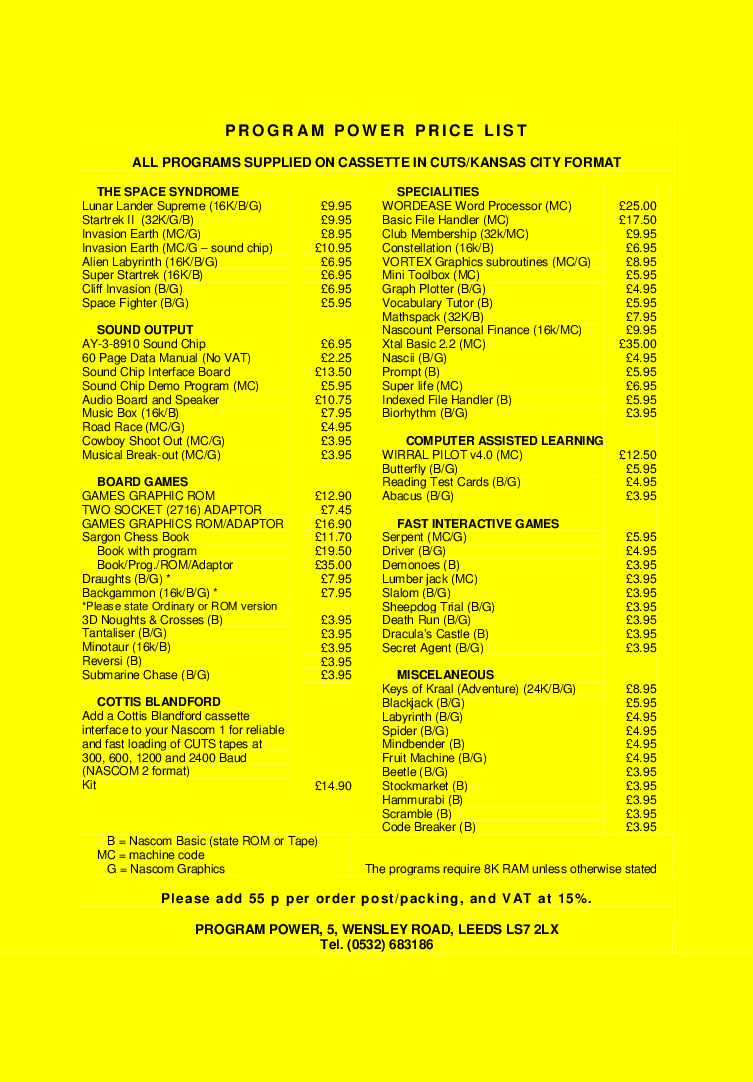 PROGRAM POWER PRICE LIST
ALL PROGRAMS SUPPLIED ON CASSETTE IN CUTS/KANSAS CITY FORMAT
THE SPACE SYNDROME
Lunar Lander Supreme (16K/B/G) £9.95
Startrek II (32K/G/B) £9.95
Invasion Earth (MC/G) £8.95
Invasion Earth (MC/G – sound chip) £10.95
Alien Labyrinth (16K/B/G) £6.95
Super Startrek (16K/B) £6.95
Cliff Invasion (B/G) £6.95
Space Fighter (B/G) £5.95
SOUND OUTPUT
AY-3-8910 Sound Chip £6.95
60 Page Data Manual (No VAT) £2.25
Sound Chip Interface Board £13.50
Sound Chip Demo Program (MC) £5.95
Audio Board and Speaker £10.75
Music Box (16k/B) £7.95
Road Race (MC/G) £4.95
Cowboy Shoot Out (MC/G) £3.95
Musical Break-out (MC/G) £3.95
BOARD GAMES
GAMES GRAPHIC ROM £12.90
TWO SOCKET (2716) ADAPTOR £7.45
GAMES GRAPHICS ROM/ADAPTOR £16.90
Sargon Chess Book £11.70
Book with program £19.50
Book/Prog./ROM/Adaptor £35.00
Draughts (B/G) * £7.95
Backgammon (16k/B/G) * £7.95
*Please state Ordinary or ROM version
3D Noughts & Crosses (B) £3.95
Tantaliser (B/G) £3.95
Minotaur (16k/B) £3.95
Reversi (B) £3.95
Submarine Chase (B/G) £3.95
COTTIS BLANDFORD
Add a Cottis Blandford cassette
interface to your Nascom 1 for reliable
and fast loading of CUTS tapes at
300, 600, 1200 and 2400 Baud
(NASCOM 2 format)
Kit £14.90
SPECIALITIES
WORDEASE Word Processor (MC) £25.00
Basic File Handler (MC) £17.50
Club Membership (32k/MC) £9.95
Constellation (16k/B) £6.95
VORTEX Graphics subroutines (MC/G) £8.95
Mini Toolbox (MC) £5.95
Graph Plotter (B/G) £4.95
Vocabulary Tutor (B) £5.95
Mathspack (32K/B) £7.95
Nascount Personal Finance (16k/MC) £9.95
Xtal Basic 2.2 (MC) £35.00
Nascii (B/G) £4.95
Prompt (B) £5.95
Super life (MC) £6.95
Indexed File Handler (B) £5.95
Biorhythm (B/G) £3.95
COMPUTER ASSISTED LEARNING
WIRRAL PILOT v4.0 (MC) £12.50
Butterfly (B/G) £5.95
Reading Test Cards (B/G) £4.95
Abacus (B/G) £3.95
FAST INTERACTIVE GAMES
Serpent (MC/G) £5.95
Driver (B/G) £4.95
Demonoes (B) £3.95
Lumber jack (MC) £3.95
Slalom (B/G) £3.95
Sheepdog Trial (B/G) £3.95
Death Run (B/G) £3.95
Dracula's Castle (B) £3.95
Secret Agent (B/G) £3.95
MISCELANEOUS
Keys of Kraal (Adventure) (24K/B/G) £8.95
Blackjack (B/G) £5.95
Labyrinth (B/G) £4.95
Spider (B/G) £4.95
Mindbender (B) £4.95
Fruit Machine (B/G) £4.95
Beetle (B/G) £3.95
Stockmarket (B) £3.95
Hammurabi (B) £3.95
Scramble (B) £3.95
Code Breaker (B) £3.95
B = Nascom Basic (state ROM or Tape)
MC = machine code
G = Nascom Graphics
The programs require 8K RAM unless otherwise stated
Please add 55 p per order post/packing, and VAT at 15%.
PROGRAM POWER, 5, WENSLEY ROAD, LEEDS LS7 2LX
Tel. (0532) 683186